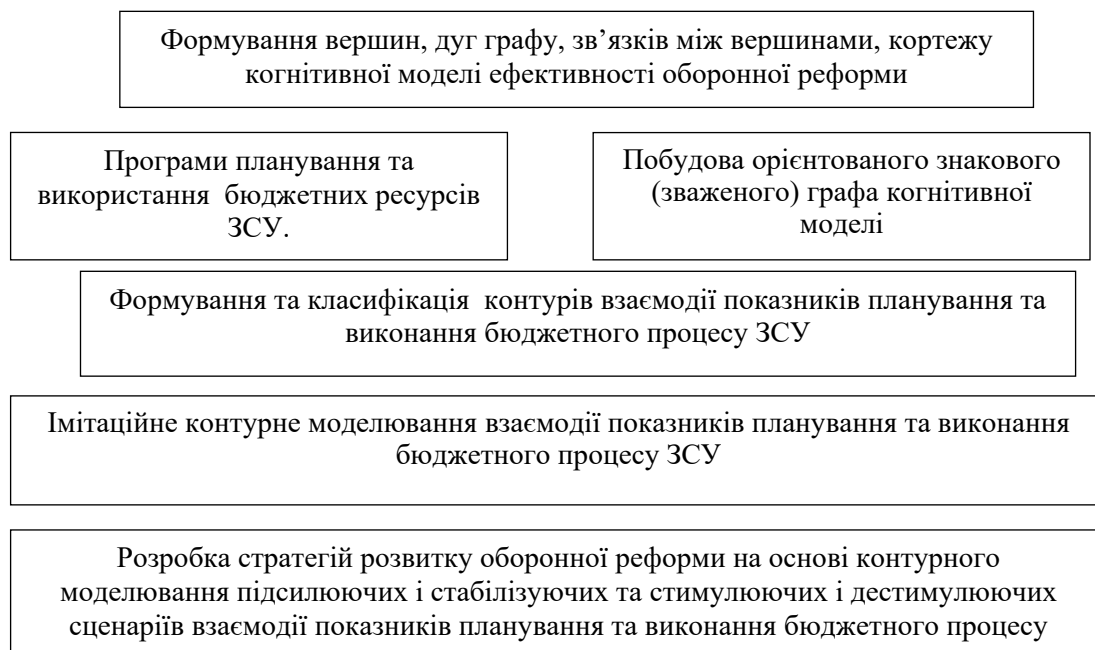 Формування вершин, дуг графу, зв’язків між вершинами, кортежу
когнітивної моделі ефективності оборонної реформи
Програми планування та
використання бюджетних ресурсів
ЗСУ.
Побудова орієнтованого знакового
(зваженого) графа когнітивної
моделі
Формування та класифікація контурів взаємодії показників планування та
виконання бюджетного процесу ЗСУ
Імітаційне контурне моделювання взаємодії показників планування та виконання
бюджетного процесу ЗСУ
Розробка стратегій розвитку оборонної реформи на основі контурного
моделювання підсилюючих і стабілізуючих та стимулюючих і дестимулюючих
сценаріїв взаємодії показників планування та виконання бюджетного процесу